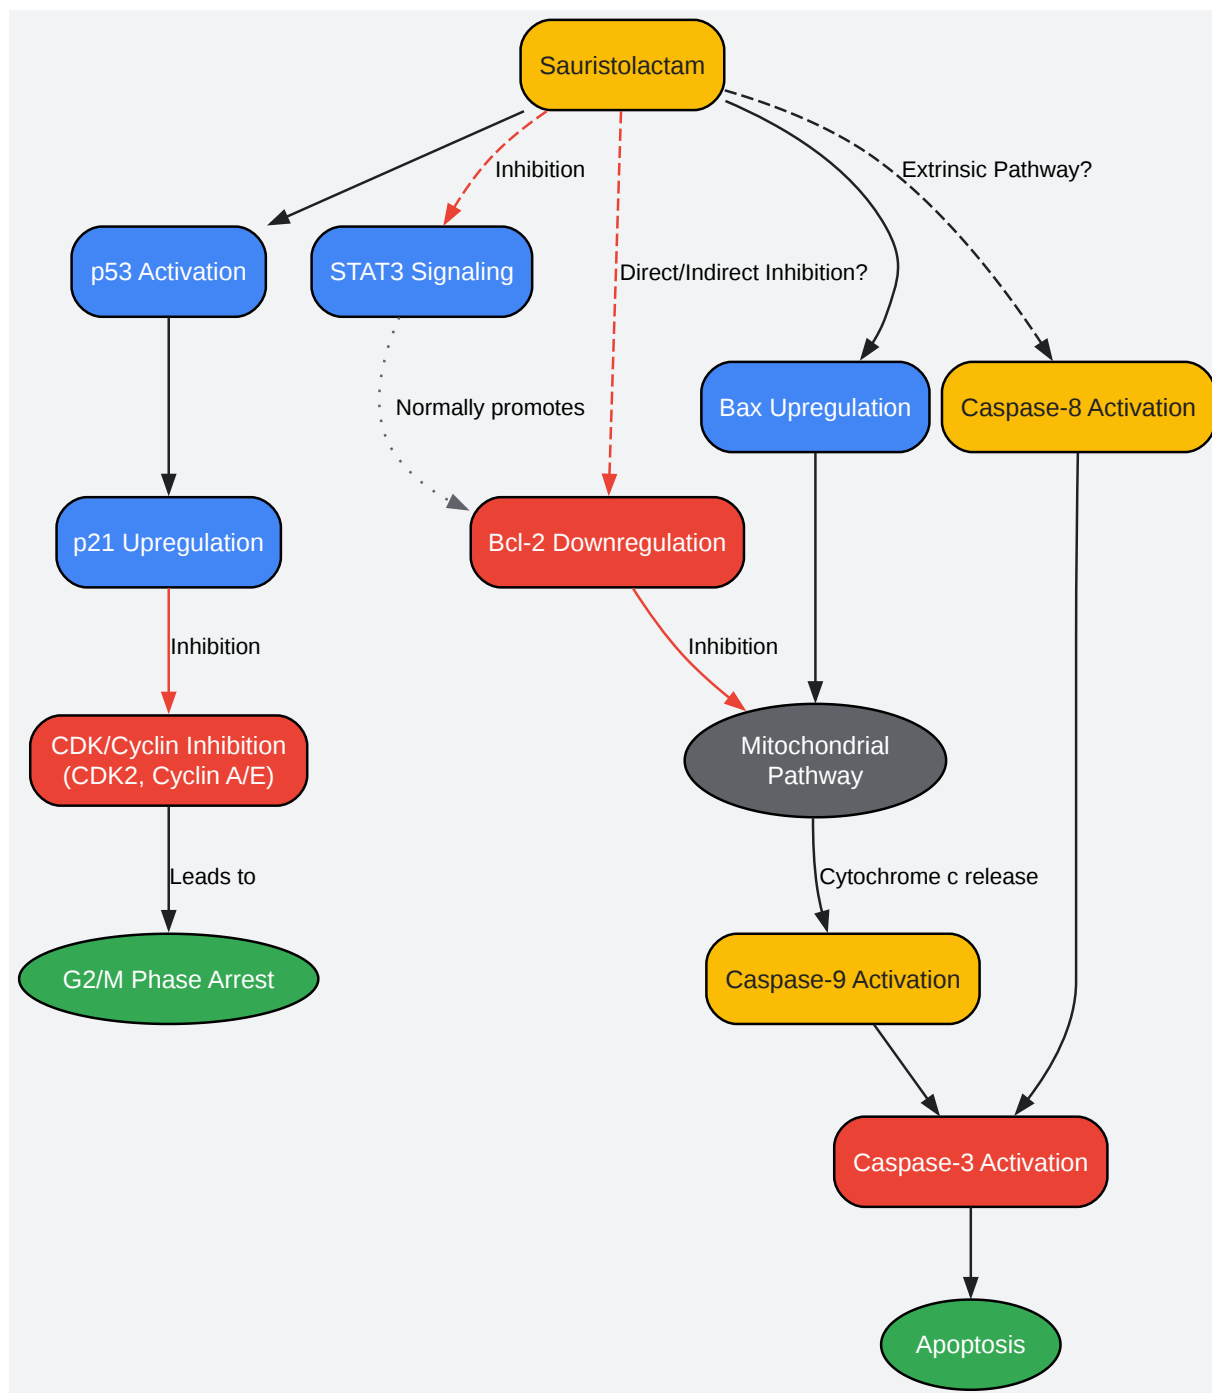 Sauristolactam
Inhibition
Extrinsic Pathway?
p53 Activation
STAT3 Signaling
Direct/Indirect Inhibition?
Normally promotes
Bax Upregulation
Caspase-8 Activation
p21 Upregulation
Bcl-2 Downregulation
Inhibition
Inhibition
CDK/Cyclin Inhibition
(CDK2, Cyclin A/E)
Mitochondrial
Pathway
Leads to
Cytochrome c release
G2/M Phase Arrest
Caspase-9 Activation
Caspase-3 Activation
Apoptosis